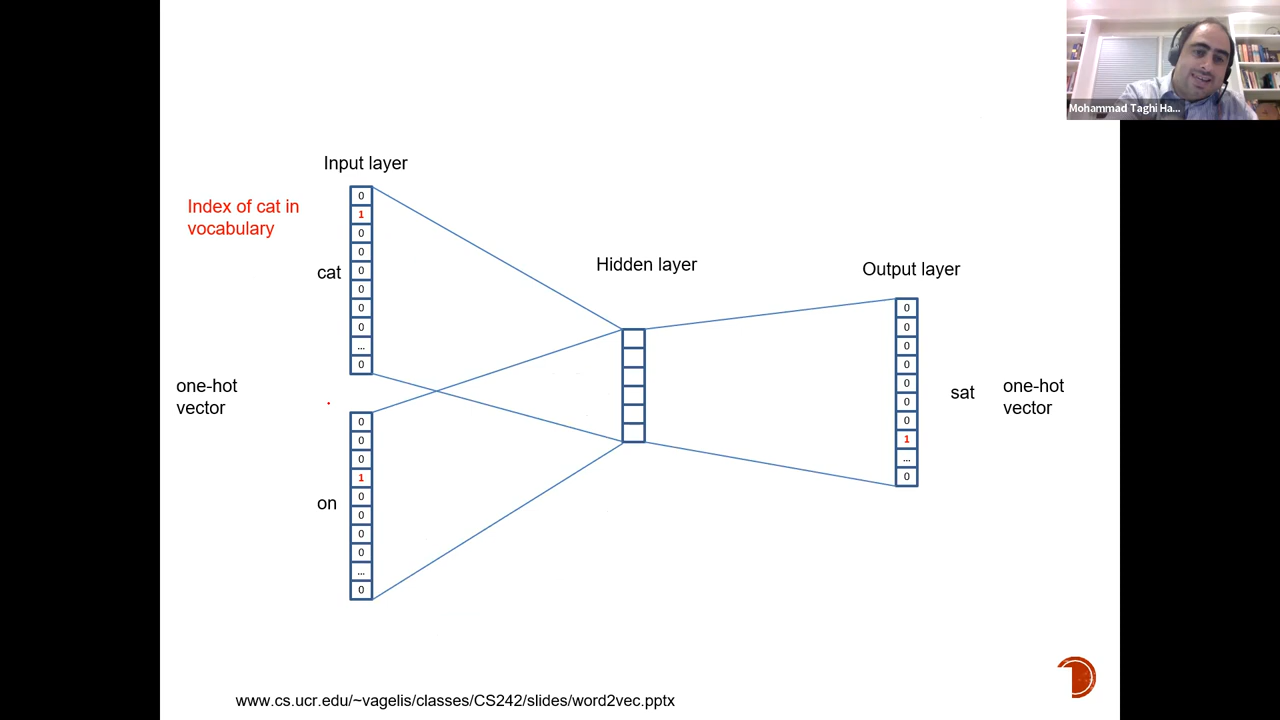 Mohammad Taghi Ha...
Input layer
Index of cat in
vocabulary
cat
0
1
0
0
0
0
0
0
...
0
one-hot
vector
on
0
0
0
1
0
0
0
0
...
0
Hidden layer
Output layer
0
0
0
0
0
0
0
1
...
0
sat
one-hot
vector
www.cs.ucr.edu/~vagelis/classes/CS242/slides/word2vec.pptx